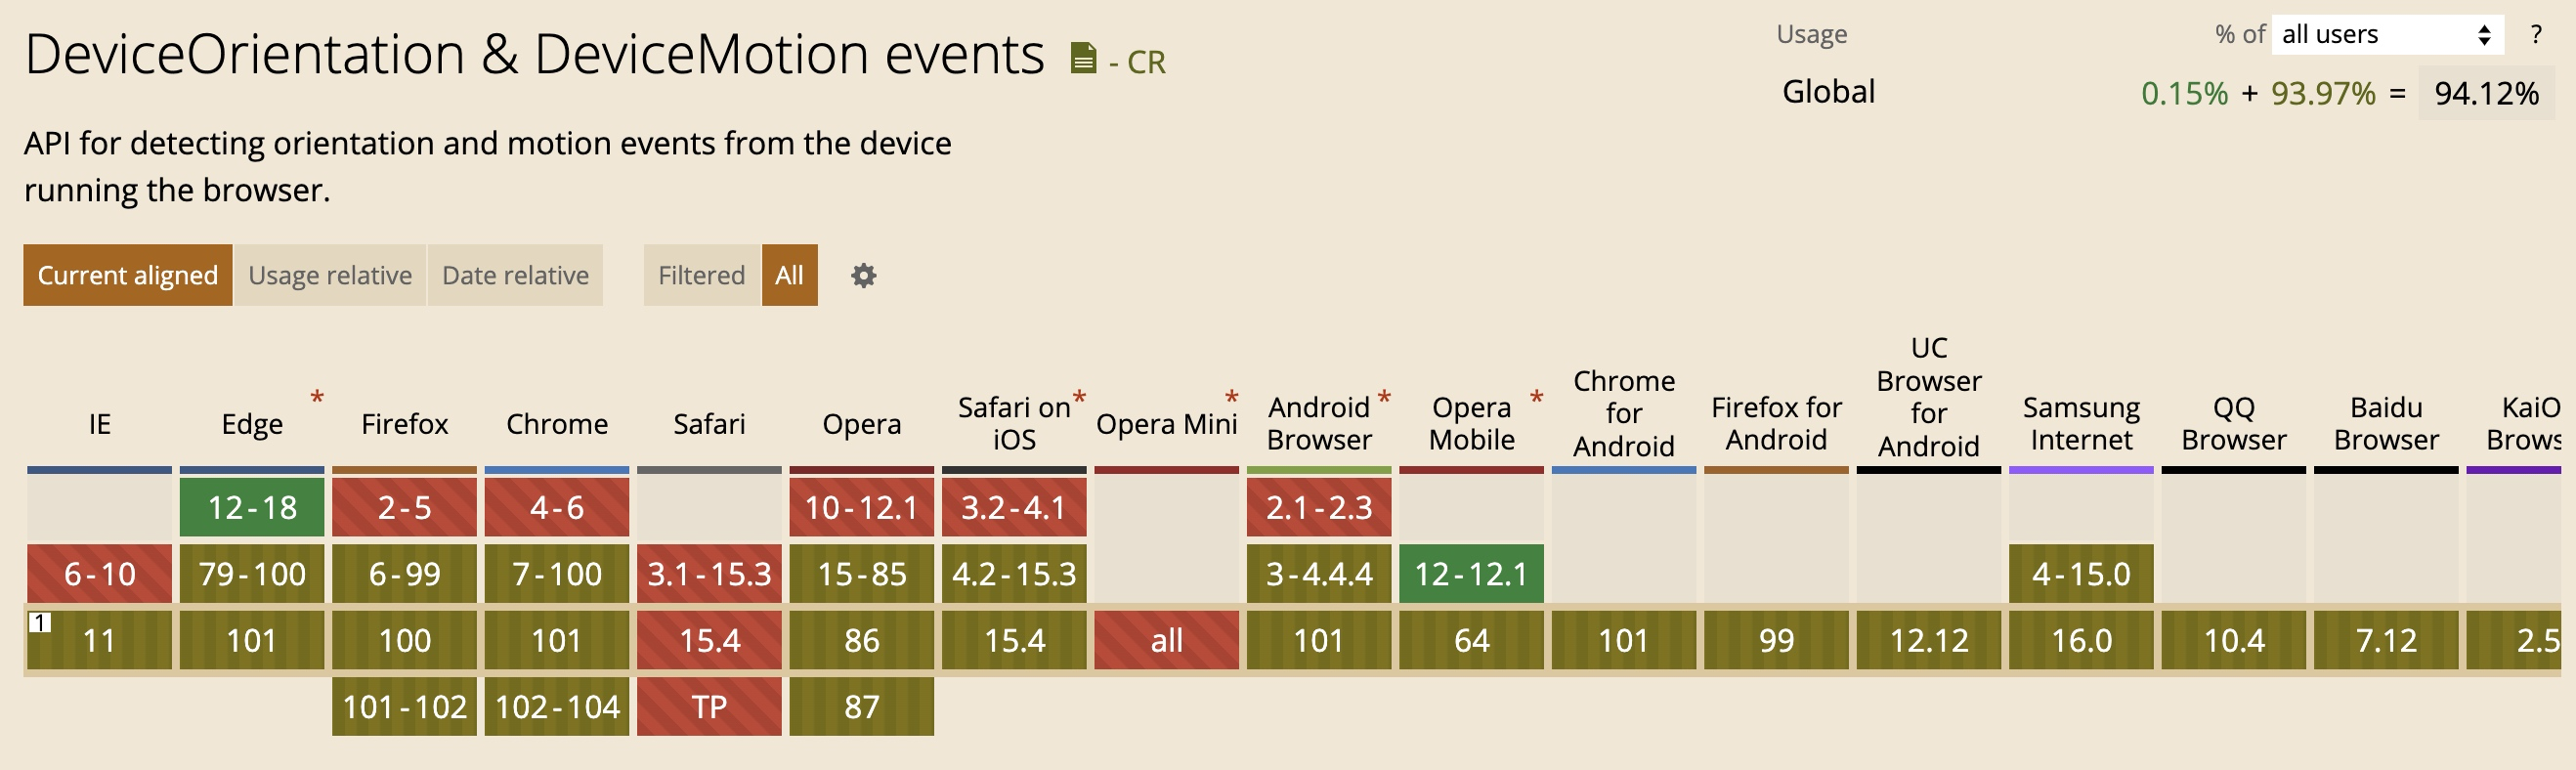 DeviceOrientation & DeviceMotion events - CR
Usage % of all users ?
Global 0.15% + 93.97% = 94.12%
API for detecting orientation and motion events from the device
running the browser.
Current aligned Usage relative Date relative Filtered All
IE
Edge *
Firefox
Chrome
Safari
Opera
Safari on *
iOS
Opera Mini *
Android *
Browser
Opera *
Mobile
Chrome
for
Android
Firefox for
Android
UC
Browser
for
Android
Samsung
Internet
QQ
Browser
Baidu
Browser
KaiO
Brows
12-18 2-5 4-6 10-12.1 3.2-4.1 2.1-2.3
6-10 79-100 6-99 7-100 3.1-15.3 15-85 4.2-15.3 3-4.4.4 12-12.1 4-15.0
1 11 101 100 101 15.4 86 15.4 all 101 64 101 99 12.12 16.0 10.4 7.12 2.5
101-102 102-104 TP 87